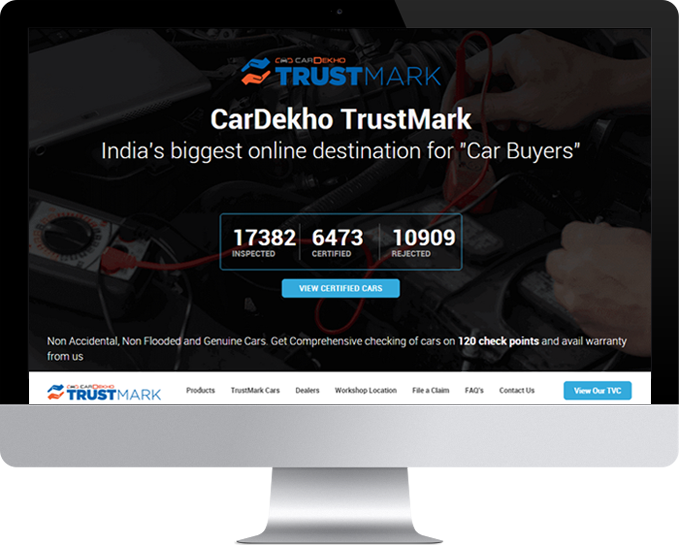 CARDEKHO
TRUSTMARK
CarDekho TrustMark
India's biggest online destination for "Car Buyers"
17382 6473 10909
INSPECTED CERTIFIED REJECTED
VIEW CERTIFIED CARS
Non Accidental, Non Flooded and Genuine Cars. Get Comprehensive checking of cars on 120 check points and avail warranty
from us
CARDEKHO
TRUSTMARK
Products TrustMark Cars Dealers Workshop Location File a Claim FAQ's Contact Us View Our TVC